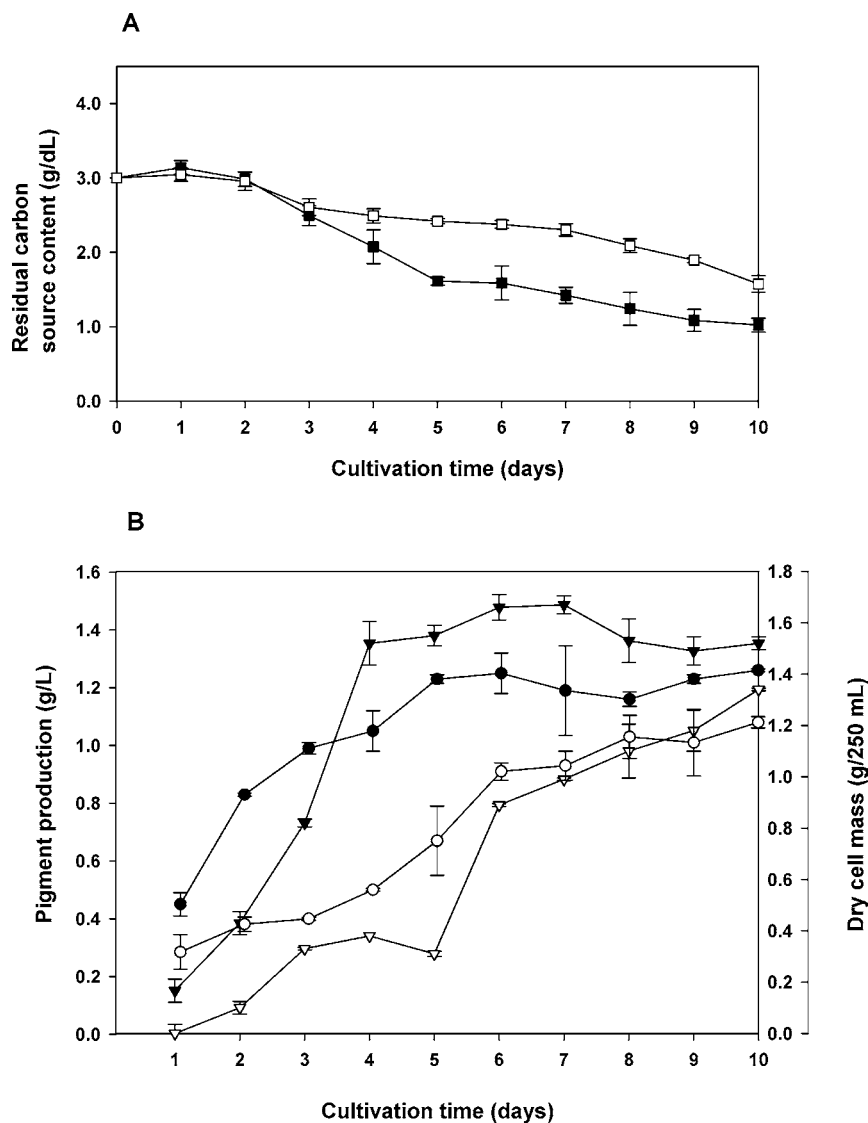 A
Residual carbon
source content (g/dL)
4.0
3.0
2.0
1.0
0.0
0 1 2 3 4 5 6 7 8 9 10
Cultivation time (days)
B
Pigment production (g/L)
1.6
1.4
1.2
1.0
0.8
0.6
0.4
0.2
0.0
1.8
1.6
1.4
1.2
1.0
0.8
0.6
0.4
0.2
0.0
Dry cell mass (g/250 mL)
1 2 3 4 5 6 7 8 9 10
Cultivation time (days)